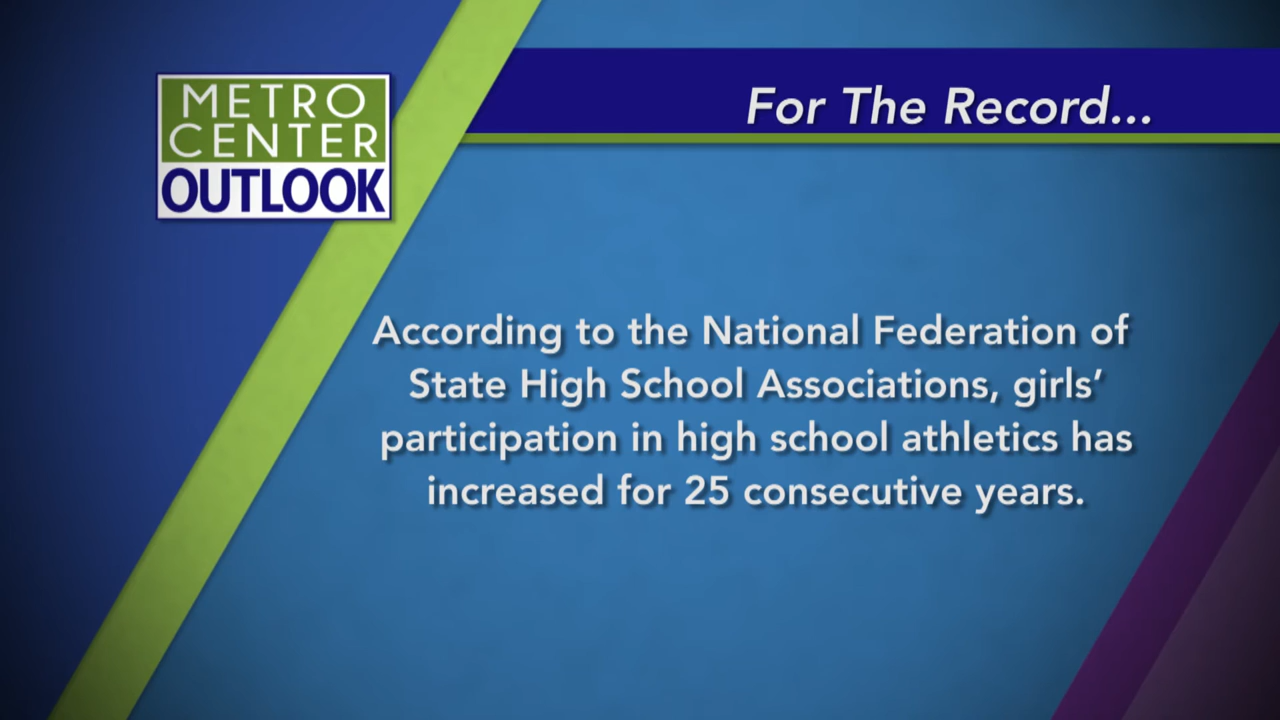 METRO
CENTER
OUTLOOK
For The Record...
According to the National Federation of
State High School Associations, girls’
participation in high school athletics has
increased for 25 consecutive years.